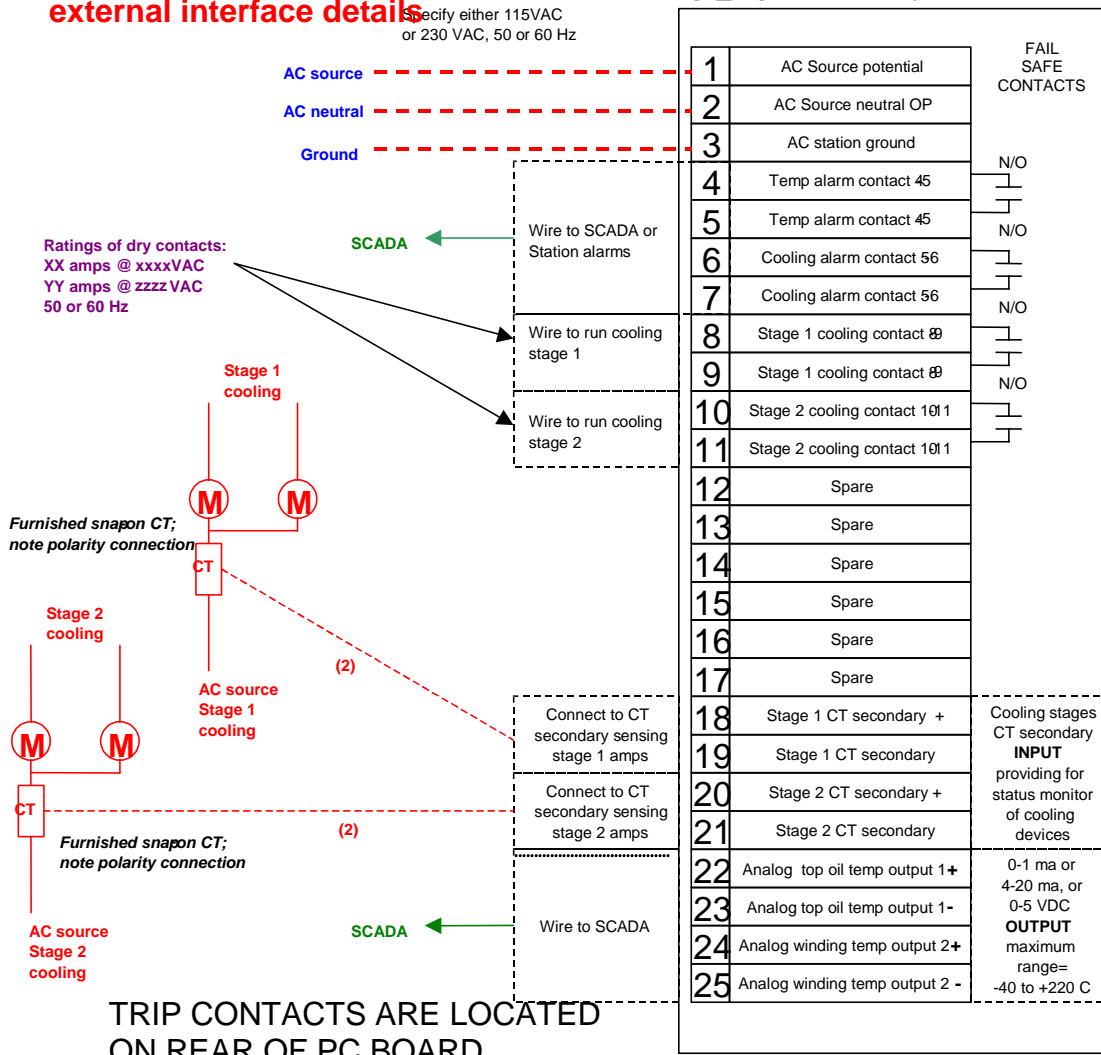 external interface details
Specify either 115VAC
or 230 VAC, 50 or 60 Hz
FAIL
SAFE
CONTACTS
AC source
1 AC Source potential
AC neutral
2 AC Source neutral OP
Ground
3 AC station ground
N/O
4 Temp alarm contact 45
5 Temp alarm contact 45
N/O
6 Cooling alarm contact 56
7 Cooling alarm contact 56
N/O
8 Stage 1 cooling contact 89
9 Stage 1 cooling contact 89
N/O
10 Stage 2 cooling contact 1011
11 Stage 2 cooling contact 1011
12 Spare
13 Spare
14 Spare
15 Spare
16 Spare
17 Spare
18 Stage 1 CT secondary +
19 Stage 1 CT secondary
20 Stage 2 CT secondary +
21 Stage 2 CT secondary
22 Analog top oil temp output 1+
23 Analog top oil temp output 1-
24 Analog winding temp output 2+
25 Analog winding temp output 2 -
Wire to SCADA or
Station alarms
SCADA
Ratings of dry contacts:
XX amps @ xxxxVAC
YY amps @ zzzz VAC
50 or 60 Hz
Wire to run cooling
stage 1
Wire to run cooling
stage 2
Stage 1
cooling
M M
Furnished snapon CT;
note polarity connection
CT
(2)
AC source
Stage 1
cooling
Stage 2
cooling
M M
CT
(2)
Furnished snapon CT;
note polarity connection
AC source
Stage 2
cooling
Connect to CT
secondary sensing
stage 1 amps
Connect to CT
secondary sensing
stage 2 amps
Wire to SCADA
SCADA
Cooling stages
CT secondary
INPUT
providing for
status monitor
of cooling
devices
0-1 ma or
4-20 ma, or
0-5 VDC
OUTPUT
maximum
range=
-40 to +220 C
TRIP CONTACTS ARE LOCATED
ON REAR OF PC BOARD